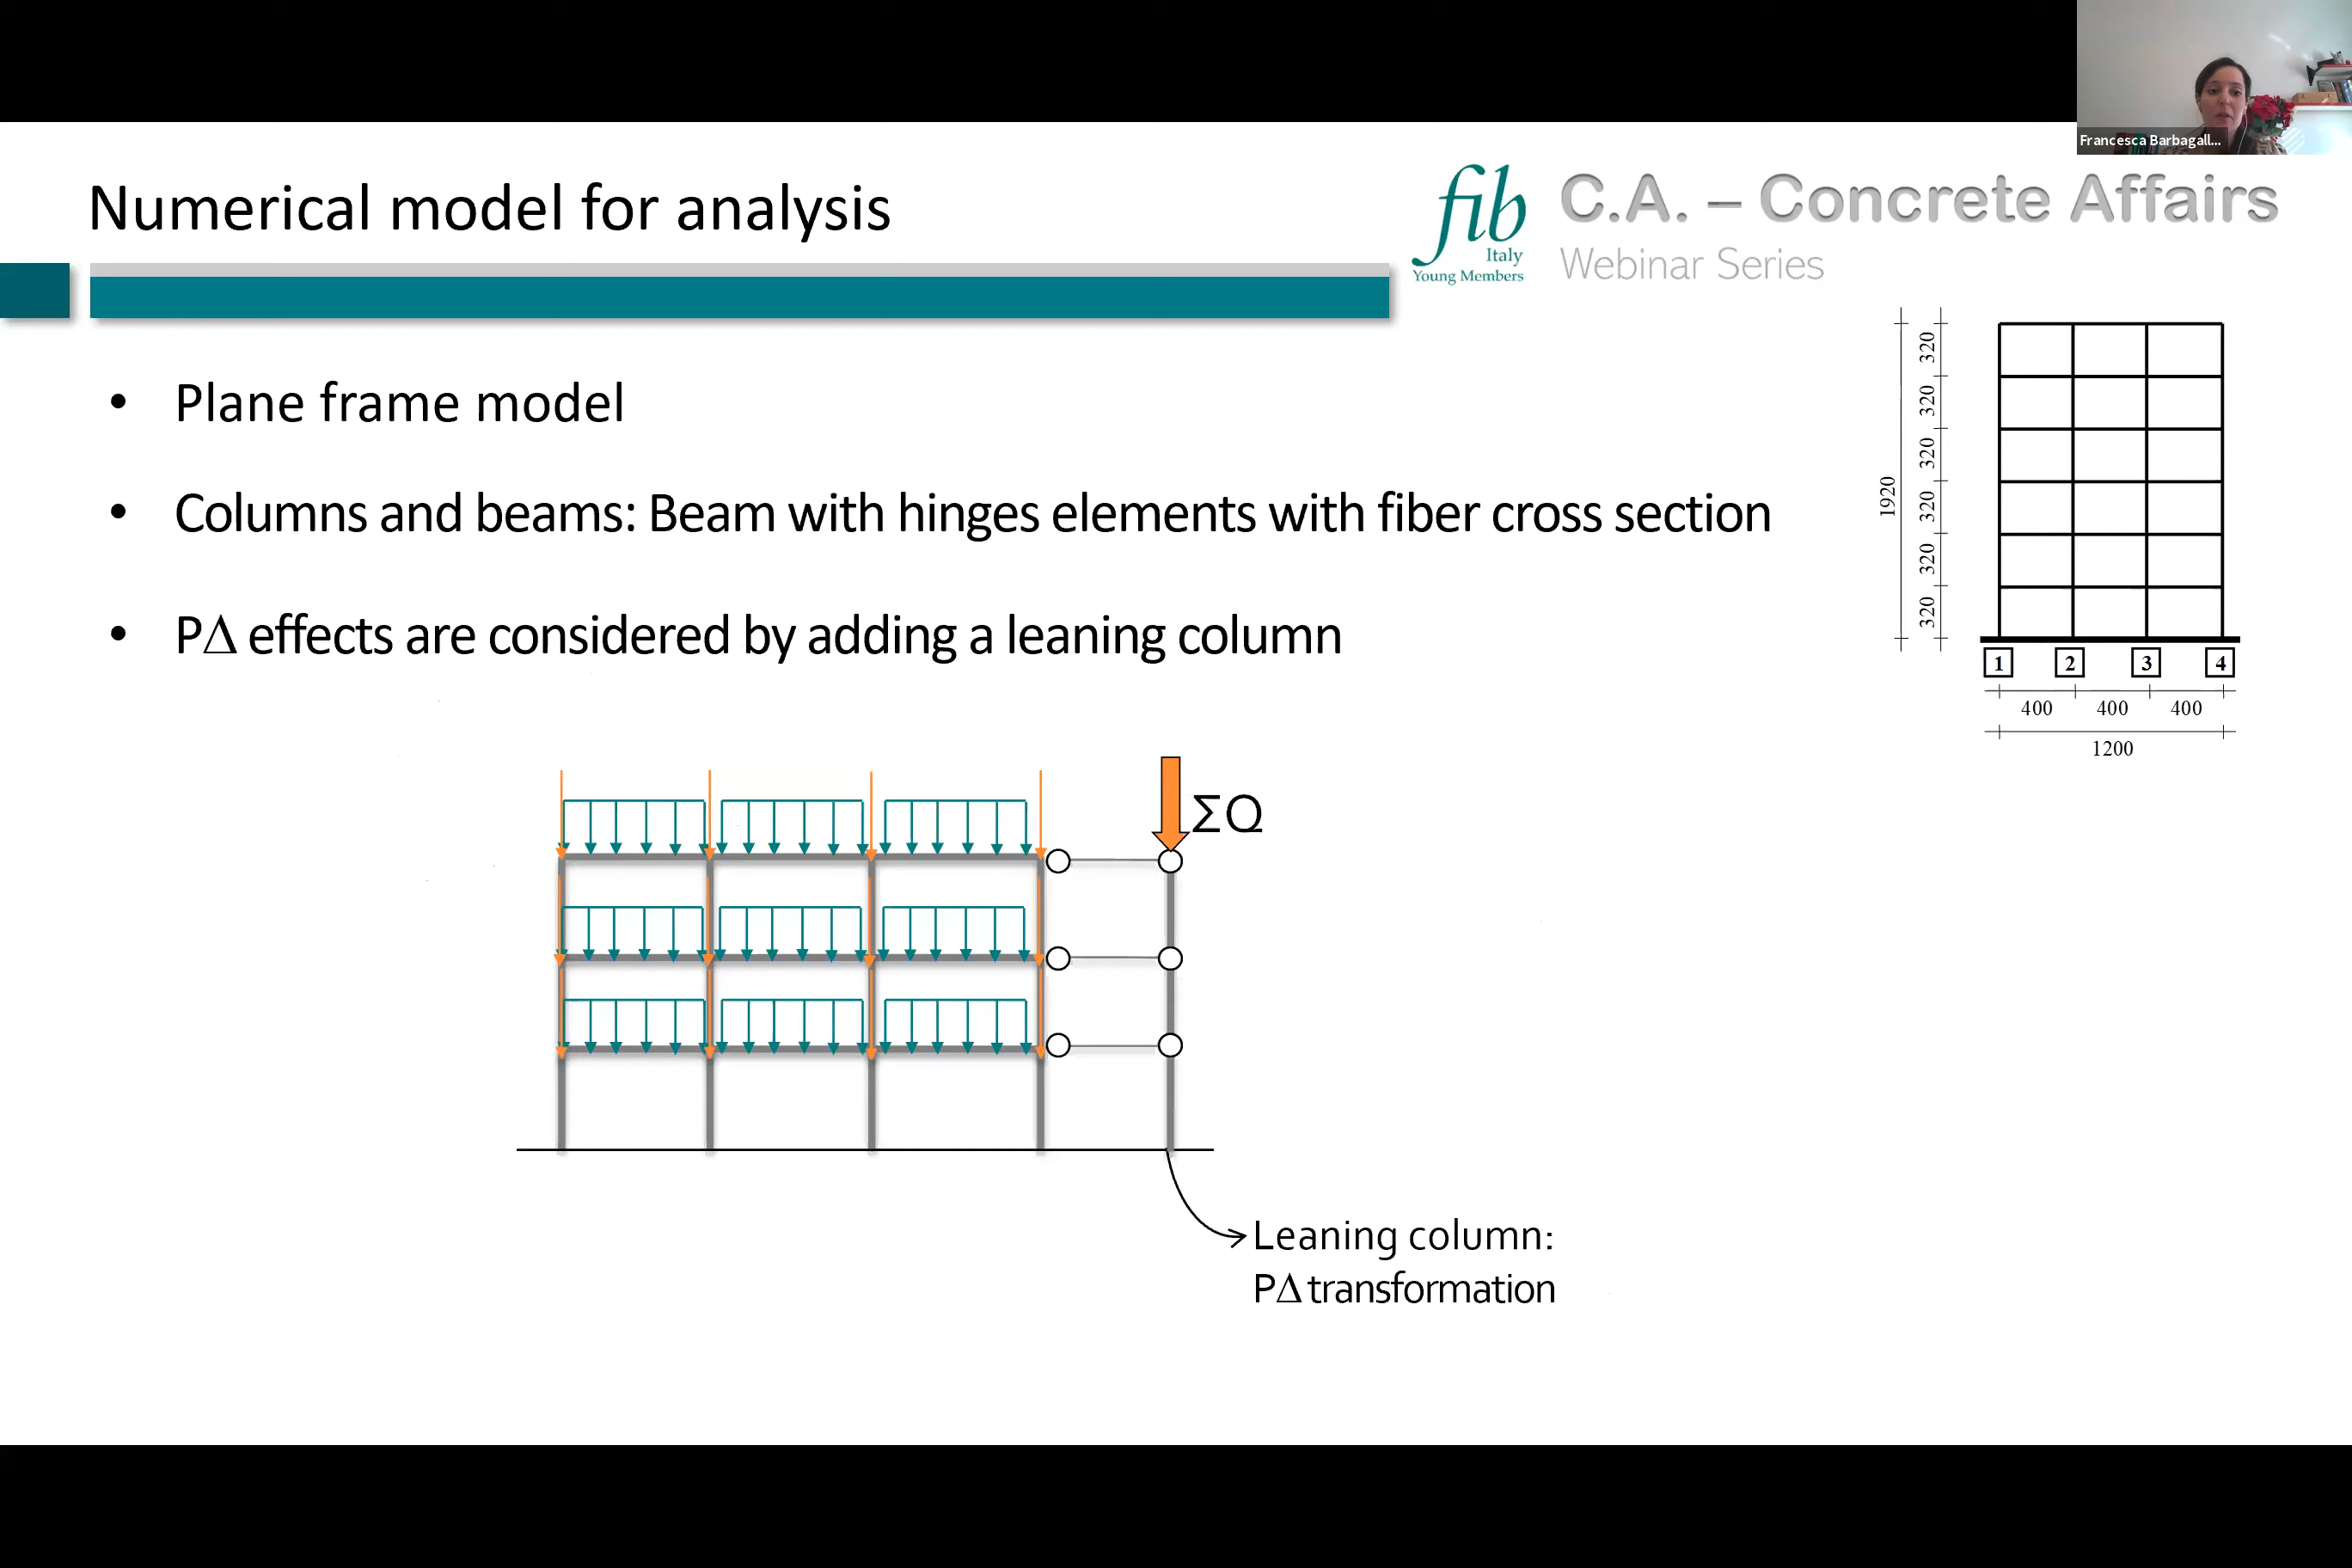 Francesca Barbagall...
Numerical model for analysis
fib
Italy
Young Members
C.A. – Concrete Affairs
Webinar Series
• Plane frame model
• Columns and beams: Beam with hinges elements with fiber cross section
• PΔ effects are considered by adding a leaning column
320
320
320
320
320
320
1920
1 2 3 4
400 400 400
1200
ΣQ
Leaning column:
PΔ transformation